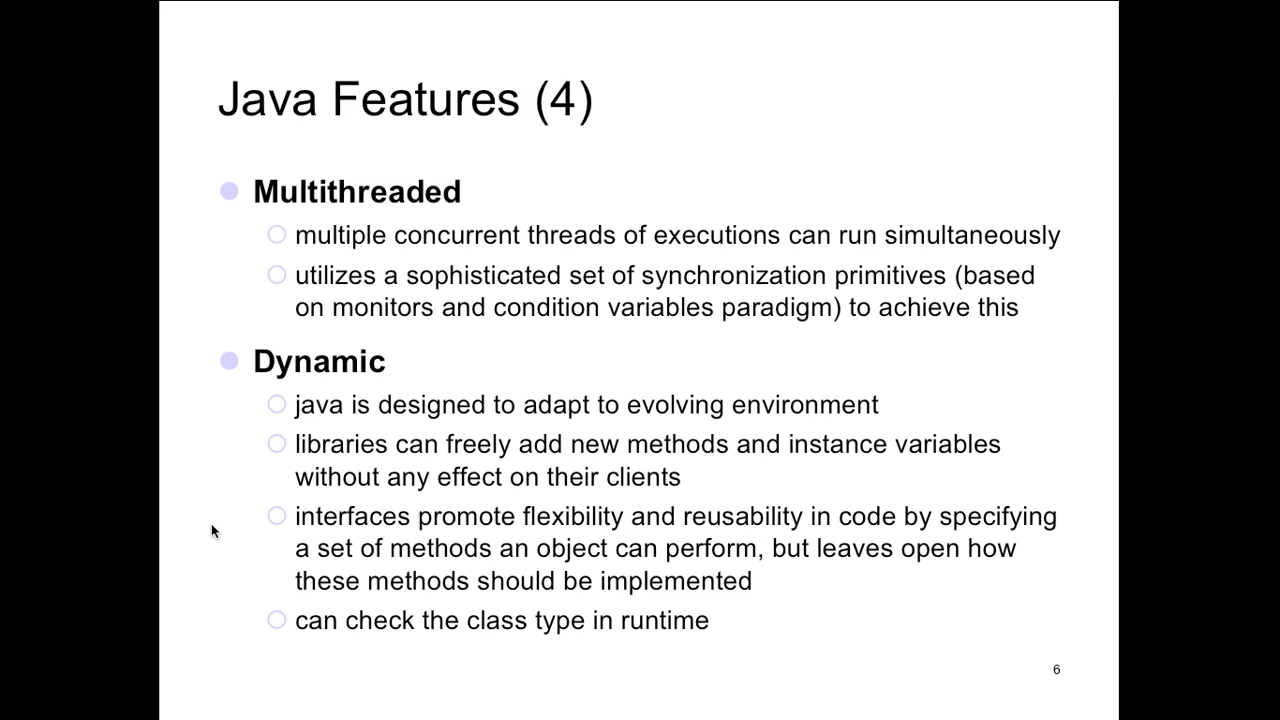 Java Features (4)
Multithreaded
multiple concurrent threads of executions can run simultaneously
utilizes a sophisticated set of synchronization primitives (based
on monitors and condition variables paradigm) to achieve this
Dynamic
java is designed to adapt to evolving environment
libraries can freely add new methods and instance variables
without any effect on their clients
interfaces promote flexibility and reusability in code by specifying
a set of methods an object can perform, but leaves open how
these methods should be implemented
can check the class type in runtime
6